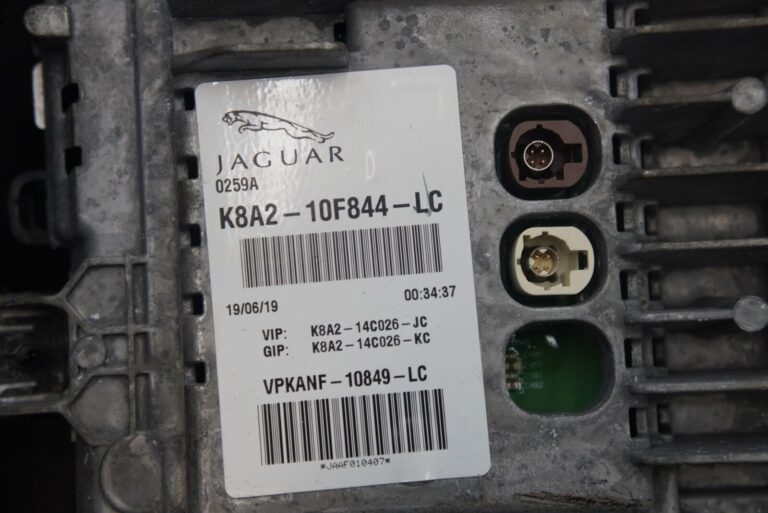 JAGUAR
0259A
K8A2-10F844-LC
19/06/19 00:34:37
VIP: K8A2-14C026-JC
GIP: K8A2-14C026-KC
VPKANF-10849-LC
*JAAF010407*